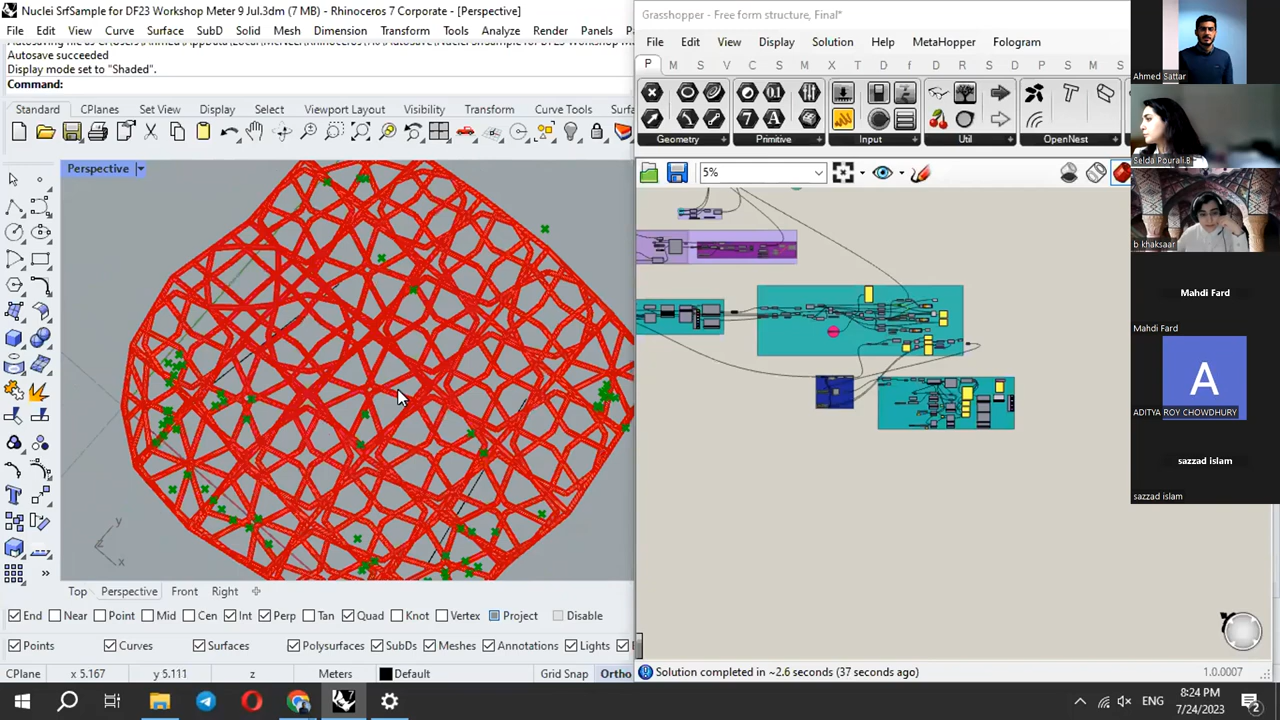 Nuclei SrfSample for DF23 Workshop Meter 9 Jul.3dm (7 MB) - Rhinoceros 7 Corporate - [Perspective]
File Edit View Curve Surface SubD Solid Mesh Dimension Transform Tools Analyze Render Panels
Autosave succeeded
Display mode set to "Shaded".
Command:
Standard CPlanes Set View Display Select Viewport Layout Visibility Transform Curve Tools
Perspective
Top Perspective Front Right
End Near Point Mid Cen Int Perp Tan Quad Knot Vertex Project Disable
Points Curves Surfaces Polysurfaces SubDs Meshes Annotations Lights
CPlane x 5.167 y 5.111 z Meters Default Grid Snap Ortho
Grasshopper - Free form structure, Final*
File Edit View Display Solution Help MetaHopper Fologram
P M S V C S M X T D f D R S D P M S
Geometry Primitive Input Util OpenNest
5%
y
x
Solution completed in ~2.6 seconds (37 seconds ago)
1.0.0007
Ahmed Sattar
Selda Pourali.B
b khaksaar
Mahdi Fard
Mahdi Fard
A
ADITYA ROY CHOWDHURY
sazzad islam
sazzad islam
ENG
8:24 PM
7/24/2023
2